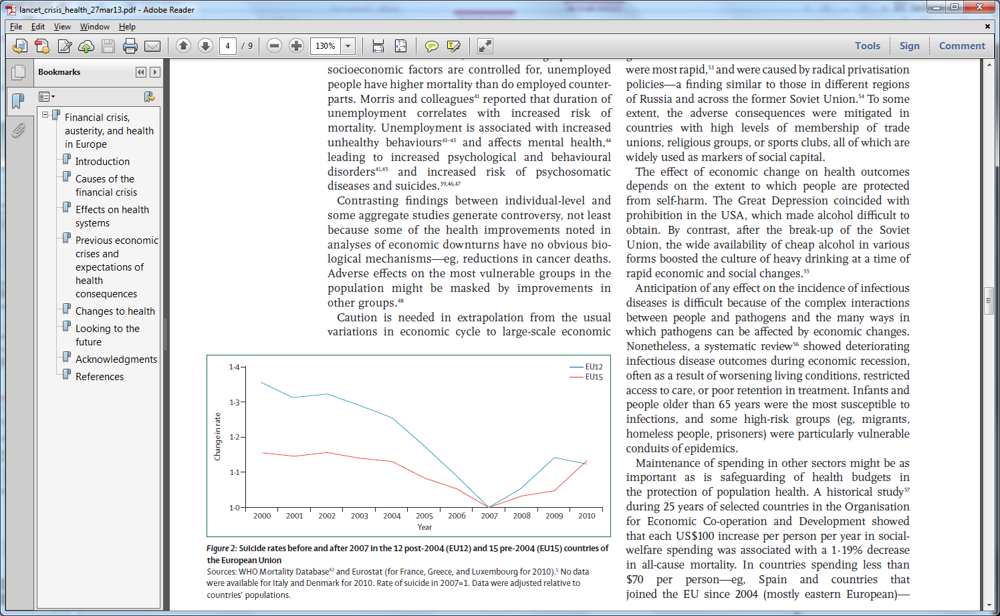 lancet_crisis_health_27mar13.pdf - Adobe Reader
File Edit View Window Help
4 / 9 130% Tools Sign Comment
Bookmarks
Financial crisis,
austerity, and health
in Europe
Introduction
Causes of the
financial crisis
Effects on health
systems
Previous economic
crises and
expectations of
health
consequences
Changes to health
Looking to the
future
Acknowledgments
References
socioeconomic factors are controlled for, unemployed
people have higher mortality than do employed counter-
parts. Morris and colleagues⁴¹ reported that duration of
unemployment correlates with increased risk of
mortality. Unemployment is associated with increased
unhealthy behaviours⁴¹⁻⁴³ and affects mental health,⁴⁴
leading to increased psychological and behavioural
disorders⁴¹,⁴⁵ and increased risk of psychosomatic
diseases and suicides.³⁹,⁴⁶,⁴⁷
Contrasting findings between individual-level and
some aggregate studies generate controversy, not least
because some of the health improvements noted in
analyses of economic downturns have no obvious bio-
logical mechanisms—eg, reductions in cancer deaths.
Adverse effects on the most vulnerable groups in the
population might be masked by improvements in
other groups.⁴⁸
Caution is needed in extrapolation from the usual
variations in economic cycle to large-scale economic
1·4
1·3
1·2
1·1
1·0
Change in rate
EU12
EU15
2000 2001 2002 2003 2004 2005 2006 2007 2008 2009 2010
Year
Figure 2: Suicide rates before and after 2007 in the 12 post-2004 (EU12) and 15 pre-2004 (EU15) countries of
the European Union
Sources: WHO Mortality Database⁶² and Eurostat (for France, Greece, and Luxembourg for 2010).⁵ No data
were available for Italy and Denmark for 2010. Rate of suicide in 2007=1. Data were adjusted relative to
countries' populations.
were most rapid,⁵³ and were caused by radical privatisation
policies—a finding similar to those in different regions
of Russia and across the former Soviet Union.⁵⁴ To some
extent, the adverse consequences were mitigated in
countries with high levels of membership of trade
unions, religious groups, or sports clubs, all of which are
widely used as markers of social capital.
The effect of economic change on health outcomes
depends on the extent to which people are protected
from self-harm. The Great Depression coincided with
prohibition in the USA, which made alcohol difficult to
obtain. By contrast, after the break-up of the Soviet
Union, the wide availability of cheap alcohol in various
forms boosted the culture of heavy drinking at a time of
rapid economic and social changes.⁵⁵
Anticipation of any effect on the incidence of infectious
diseases is difficult because of the complex interactions
between people and pathogens and the many ways in
which pathogens can be affected by economic changes.
Nonetheless, a systematic review⁵⁶ showed deteriorating
infectious disease outcomes during economic recession,
often as a result of worsening living conditions, restricted
access to care, or poor retention in treatment. Infants and
people older than 65 years were the most susceptible to
infections, and some high-risk groups (eg, migrants,
homeless people, prisoners) were particularly vulnerable
conduits of epidemics.
Maintenance of spending in other sectors might be as
important as is safeguarding of health budgets in
the protection of population health. A historical study⁵⁷
during 25 years of selected countries in the Organisation
for Economic Co-operation and Development showed
that each US$100 increase per person per year in social-
welfare spending was associated with a 1·19% decrease
in all-cause mortality. In countries spending less than
$70 per person—eg, Spain and countries that
joined the EU since 2004 (mostly eastern European)—